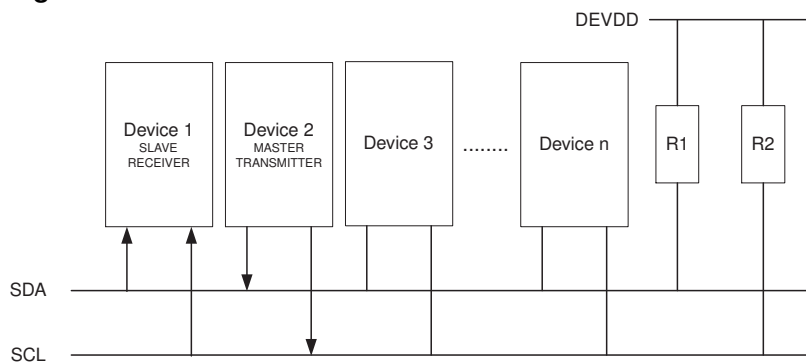 DEVDD
Device 1
SLAVE
RECEIVER
Device 2
MASTER
TRANSMITTER
Device 3
........
Device n
R1
R2
SDA
SCL